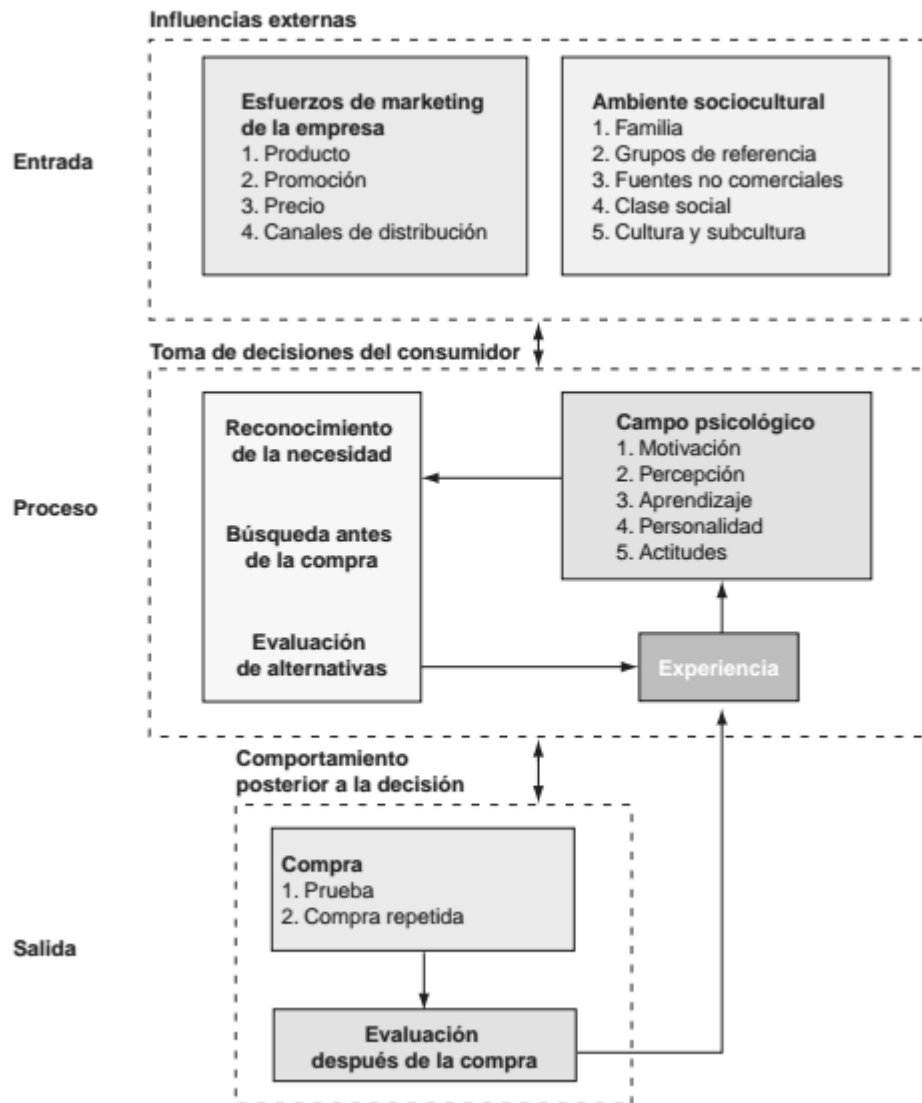 Influencias externas
Entrada
Esfuerzos de marketing
de la empresa
1. Producto
2. Promoción
3. Precio
4. Canales de distribución
Ambiente sociocultural
1. Familia
2. Grupos de referencia
3. Fuentes no comerciales
4. Clase social
5. Cultura y subcultura
Toma de decisiones del consumidor
Proceso
Reconocimiento
de la necesidad
Búsqueda antes
de la compra
Evaluación
de alternativas
Campo psicológico
1. Motivación
2. Percepción
3. Aprendizaje
4. Personalidad
5. Actitudes
Experiencia
Comportamiento
posterior a la decisión
Salida
Compra
1. Prueba
2. Compra repetida
Evaluación
después de la compra